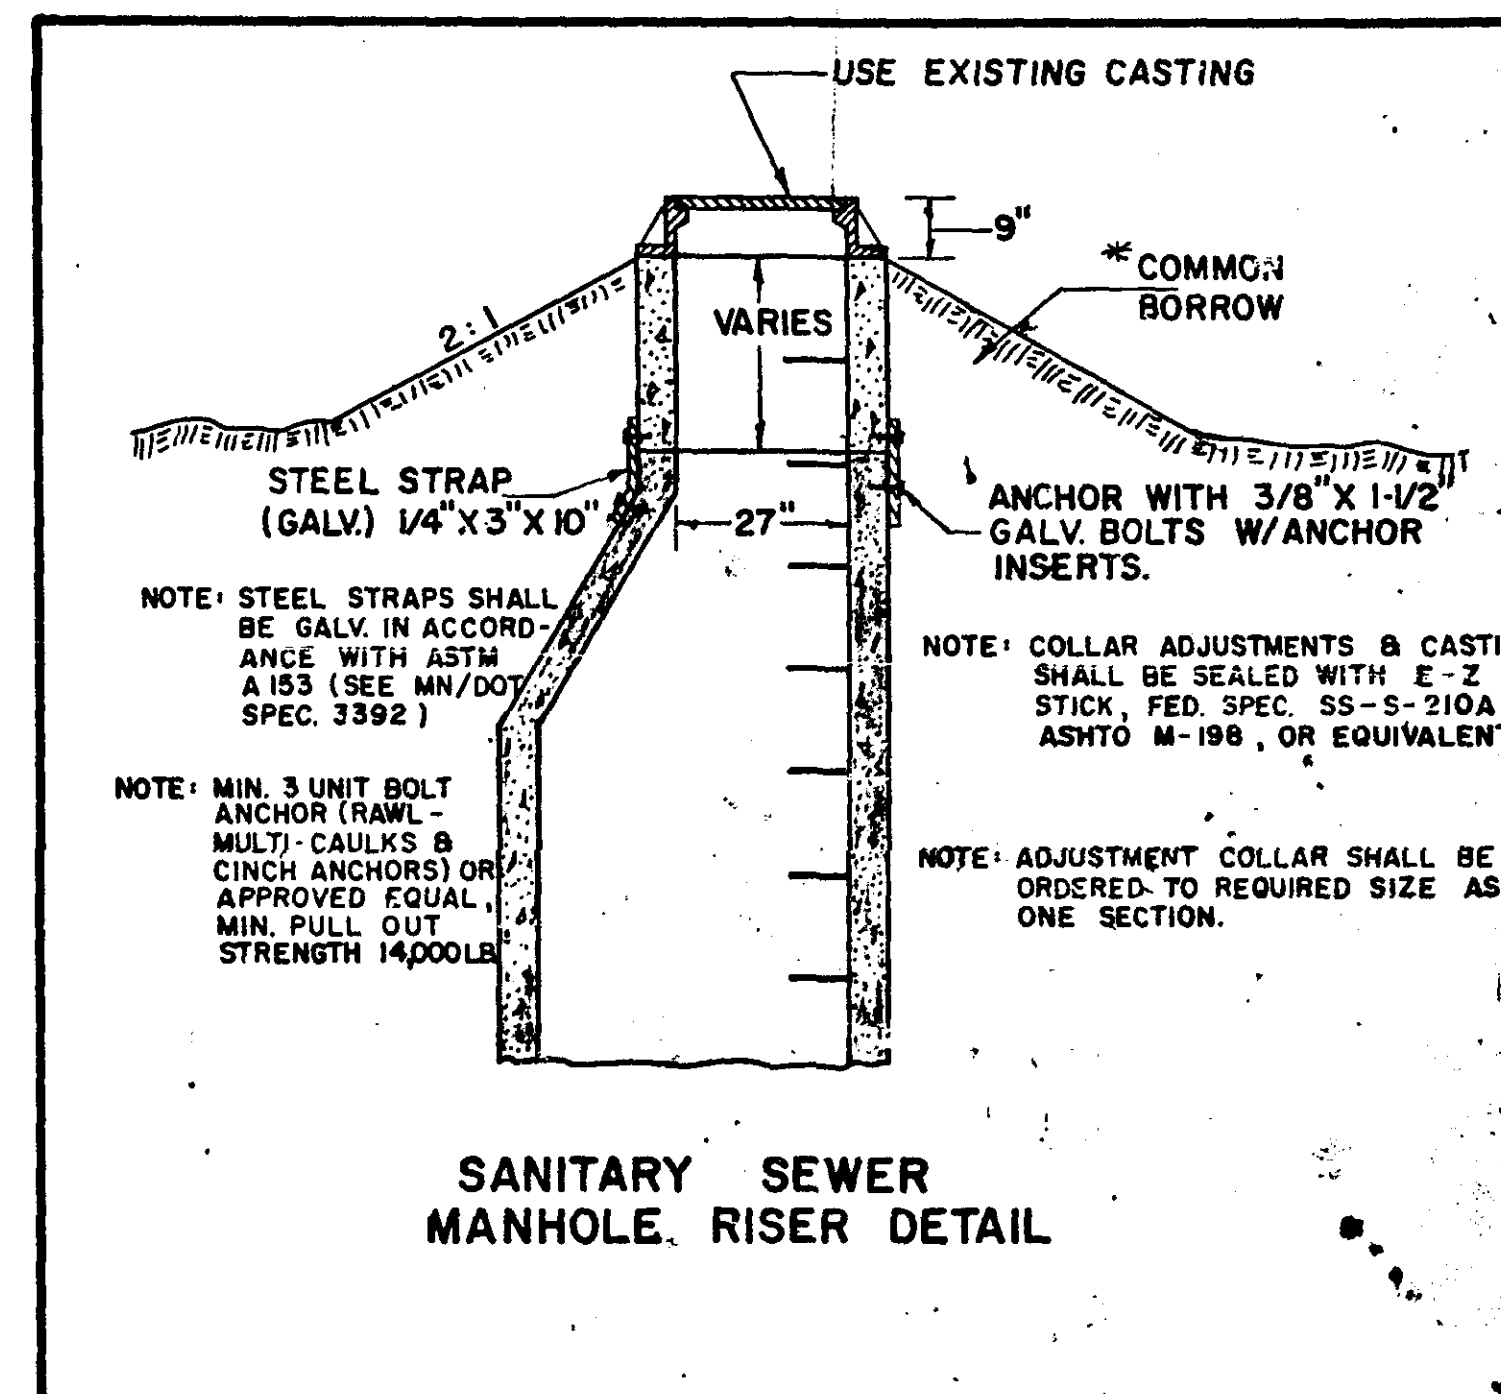 USE EXISTING CASTING
9"
* COMMON
BORROW
2:1
VARIES
STEEL STRAP
(GALV.) 1/4"X3"X10"
27"
ANCHOR WITH 3/8"X 1-1/2"
GALV. BOLTS W/ANCHOR
INSERTS.
NOTE: STEEL STRAPS SHALL
BE GALV. IN ACCORD-
ANCE WITH ASTM
A 153 (SEE MN/DOT
SPEC. 3392)
NOTE: COLLAR ADJUSTMENTS & CASTI
SHALL BE SEALED WITH E-Z
STICK, FED. SPEC. SS-S-210A
ASHTO M-198, OR EQUIVALENT
NOTE: MIN. 3 UNIT BOLT
ANCHOR (RAWL-
MULTI-CAULKS &
CINCH ANCHORS) OR
APPROVED EQUAL,
MIN. PULL OUT
STRENGTH 14,000LB
NOTE: ADJUSTMENT COLLAR SHALL BE
ORDERED TO REQUIRED SIZE AS
ONE SECTION.
SANITARY SEWER
MANHOLE RISER DETAIL